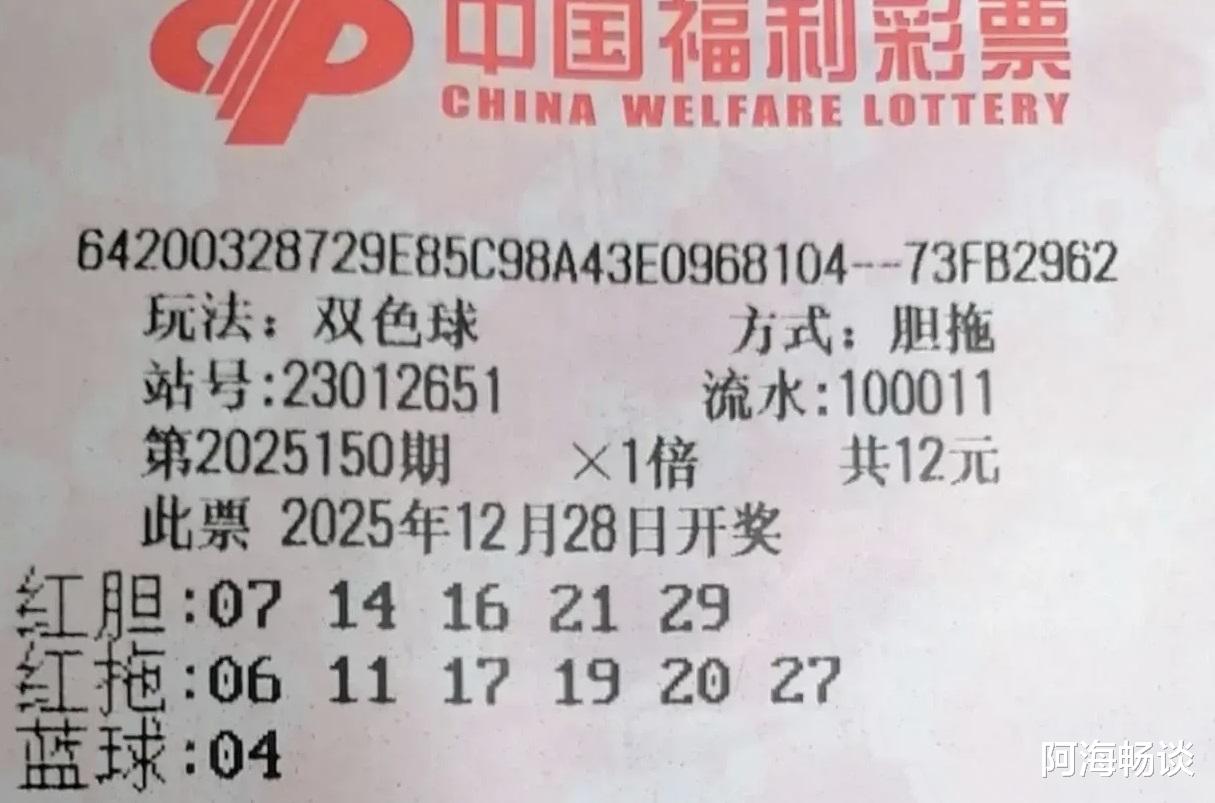 中国福利彩票
CHINA WELFARE LOTTERY
64200328729E85C98A43E0968104--73FB2962
玩法：双色球 方式：胆拖
站号:23012651 流水:100011
第2025150期 ×1倍 共12元
此票 2025年12月28日开奖
红胆:07 14 16 21 29
红拖:06 11 17 19 20 27
蓝球:04
阿海畅谈